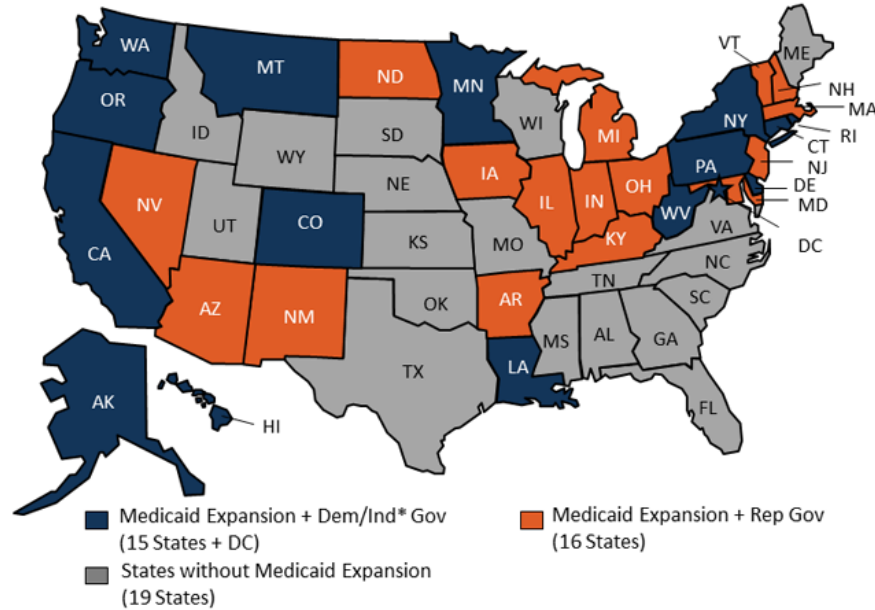 WA
MT
ND
MN
VT
ME
OR
NH
ID
SD
WI
MI
NY
MA
WY
RI
IA
PA
CT
NE
NJ
NV
IL
IN
OH
DE
UT
CO
WV
MD
CA
KS
MO
KY
VA
DC
NC
TN
AZ
NM
OK
AR
SC
MS
AL
GA
LA
TX
AK
FL
HI
Medicaid Expansion + Dem/Ind* Gov
(15 States + DC)
Medicaid Expansion + Rep Gov
(16 States)
States without Medicaid Expansion
(19 States)